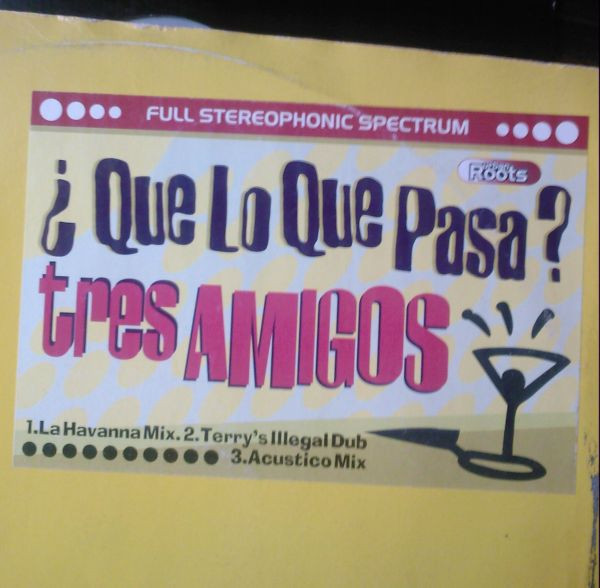 FULL STEREOPHONIC SPECTRUM
urban
Roots
¿Que Lo Que Pasa?
tres AMIGOS
1.La Havanna Mix. 2.Terry's Illegal Dub
3.Acustico Mix